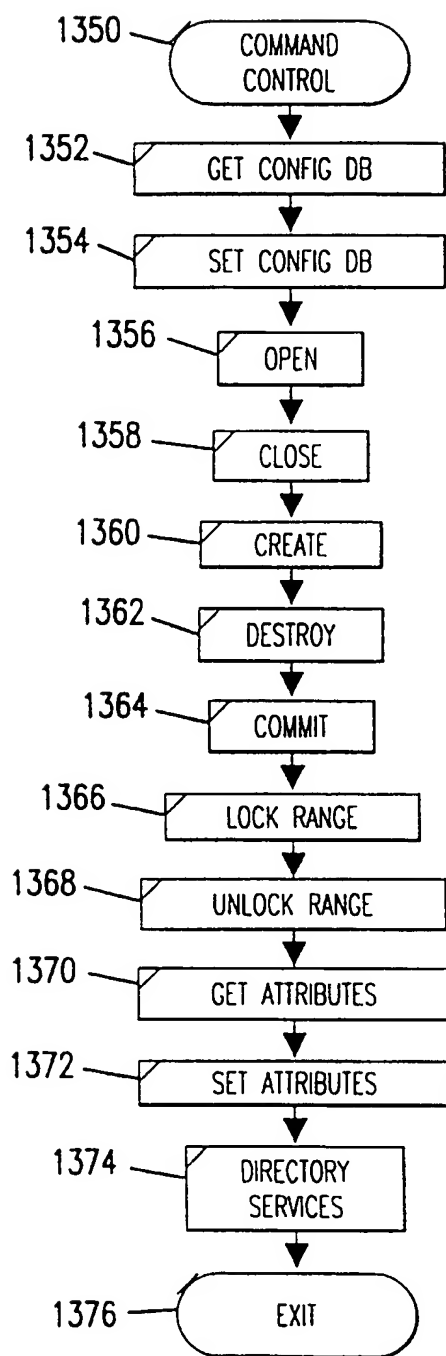 1350
COMMAND
CONTROL
1352
GET CONFIG DB
1354
SET CONFIG DB
1356
OPEN
1358
CLOSE
1360
CREATE
1362
DESTROY
1364
COMMIT
1366
LOCK RANGE
1368
UNLOCK RANGE
1370
GET ATTRIBUTES
1372
SET ATTRIBUTES
1374
DIRECTORY
SERVICES
1376
EXIT